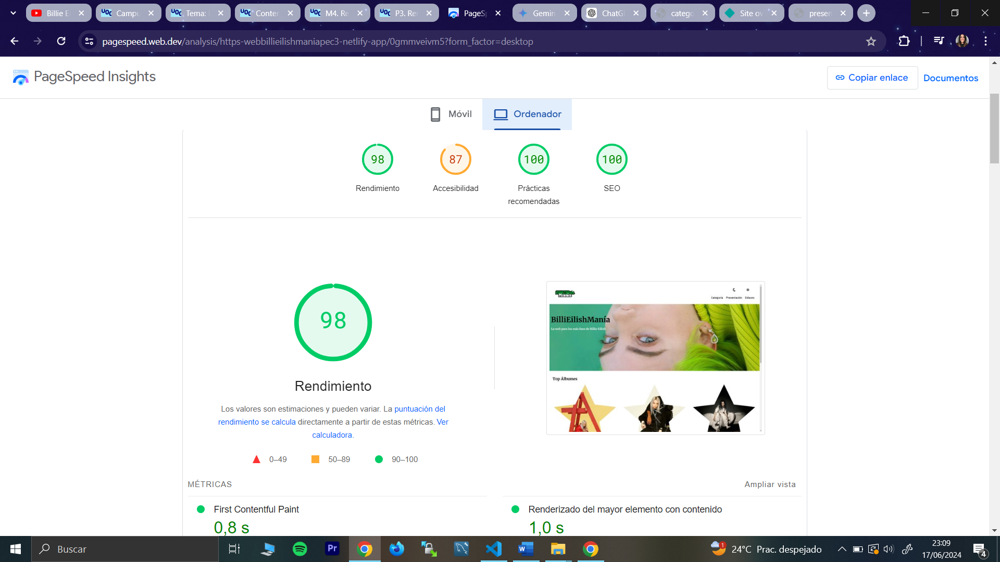 Billie E
Campu
Tema:
Conter
M4. Re
P3. Rer
PageSp
Gemin
ChatG
catego
Site ov
presen
pagespeed.web.dev/analysis/https-webbillieilishmaniapec3-netlify-app/0gmmveivm5?form_factor=desktop
PageSpeed Insights
Copiar enlace
Documentos
Móvil
Ordenador
98
87
100
100
Rendimiento
Accesibilidad
Prácticas
recomendadas
SEO
98
Rendimiento
Los valores son estimaciones y pueden variar. La puntuación del
rendimiento se calcula directamente a partir de estas métricas. Ver
calculadora.
0–49
50–89
90–100
Categoría Presentación Enlaces
BilliEilishManía
La web para los más fans de Billie Eilish
Top Álbumes
MÉTRICAS
Ampliar vista
First Contentful Paint
0,8 s
Renderizado del mayor elemento con contenido
1,0 s
Buscar
Pr
1
24°C Prac. despejado
23:09
17/06/2024
4